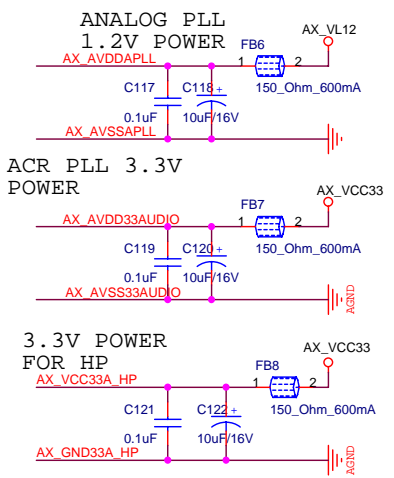 ANALOG PLL
1.2V POWER
AX_VL12
FB6
AX_AVDDAPLL
1 2
C117 C118 +
150_Ohm_600mA
0.1uF 10uF/16V
AX_AVSSAPLL
ACR PLL 3.3V
POWER
AX_VCC33
FB7
AX_AVDD33AUDIO
1 2
C119 C120 +
150_Ohm_600mA
0.1uF 10uF/16V
AX_AVSS33AUDIO
AGND
3.3V POWER
FOR HP
AX_VCC33
FB8
AX_VCC33A_HP
1 2
C121 C122 +
150_Ohm_600mA
0.1uF 10uF/16V
AX_GND33A_HP
AGND